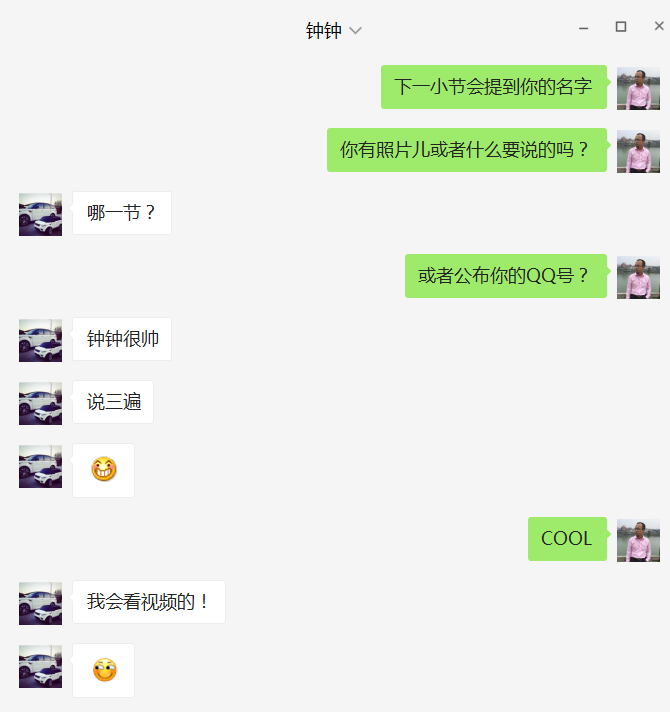 钟钟
下一小节会提到你的名字
你有照片儿或者什么要说的吗？
哪一节？
或者公布你的QQ号？
钟钟很帅
说三遍
COOL
我会看视频的！